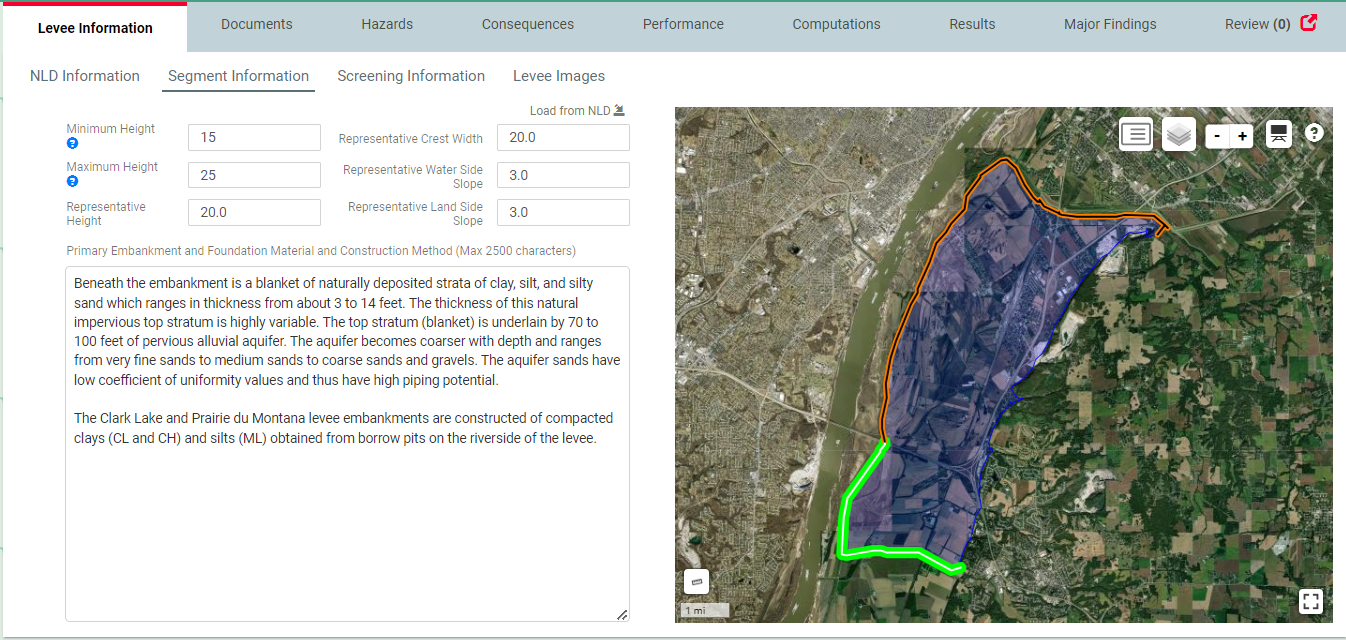 Levee Information
Documents
Hazards
Consequences
Performance
Computations
Results
Major Findings
Review (0)
NLD Information
Segment Information
Screening Information
Levee Images
Load from NLD
Minimum Height
?
15
Representative Crest Width
20.0
Maximum Height
?
25
Representative Water Side
Slope
3.0
Representative
Height
20.0
Representative Land Side
Slope
3.0
Primary Embankment and Foundation Material and Construction Method (Max 2500 characters)
Beneath the embankment is a blanket of naturally deposited strata of clay, silt, and silty
sand which ranges in thickness from about 3 to 14 feet. The thickness of this natural
impervious top stratum is highly variable. The top stratum (blanket) is underlain by 70 to
100 feet of pervious alluvial aquifer. The aquifer becomes coarser with depth and ranges
from very fine sands to medium sands to coarse sands and gravels. The aquifer sands have
low coefficient of uniformity values and thus have high piping potential.
The Clark Lake and Prairie du Montana levee embankments are constructed of compacted
clays (CL and CH) and silts (ML) obtained from borrow pits on the riverside of the levee.
- +
?
1 mi